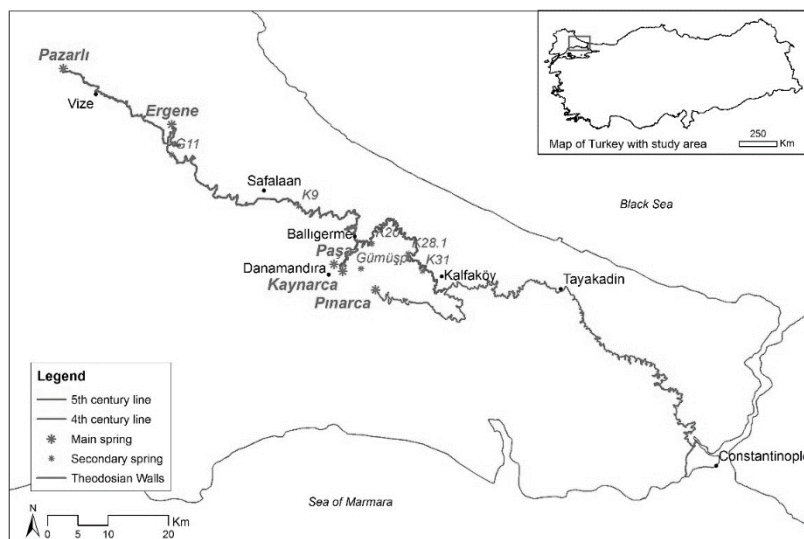 Pazarlı
Vize
Ergene
G11
Safalaan
K9
Ballıgerme
K20
K28.1
Paşa
Gümüşp
K31
Danamandıra
Kalfaköy
Tayakadin
Kaynarca
Pınarca
Black Sea
Map of Turkey with study area
250
Km
Legend
5th century line
4th century line
Main spring
Secondary spring
Theodosian Walls
Constantinople
Sea of Marmara
N
0 5 10 20
Km